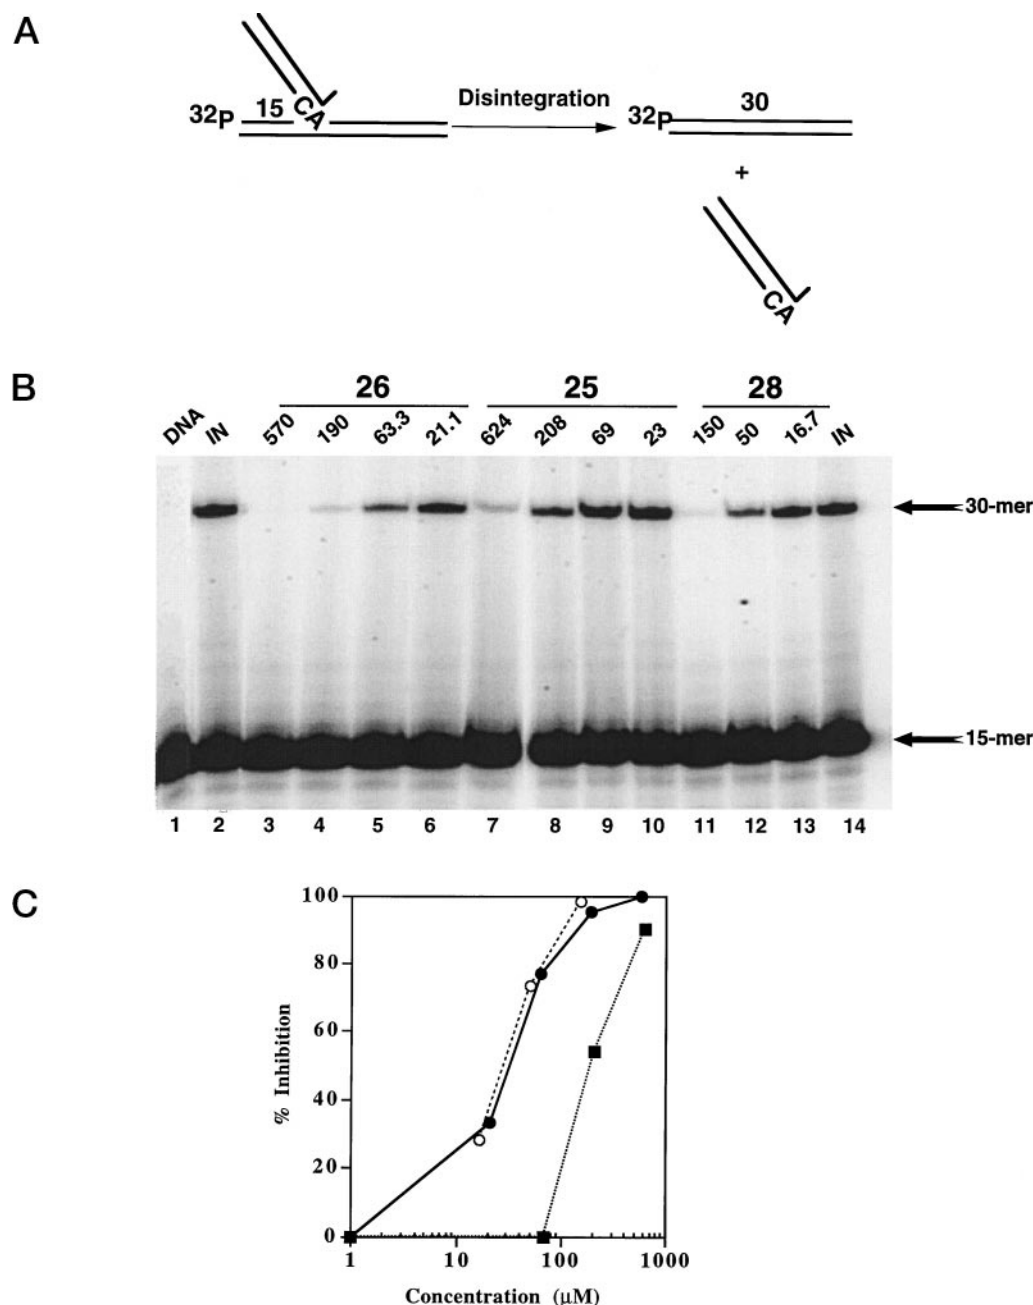 A
CA
32P 15 CA Disintegration 32P 30
+
CA
B
26 25 28
DNA IN 570 190 63.3 21.1 624 208 69 23 150 50 16.7 IN
30-mer
15-mer
1 2 3 4 5 6 7 8 9 10 11 12 13 14
C
100
80
60
40
20
0
1 10 100 1000
% Inhibition
Concentration (μM)